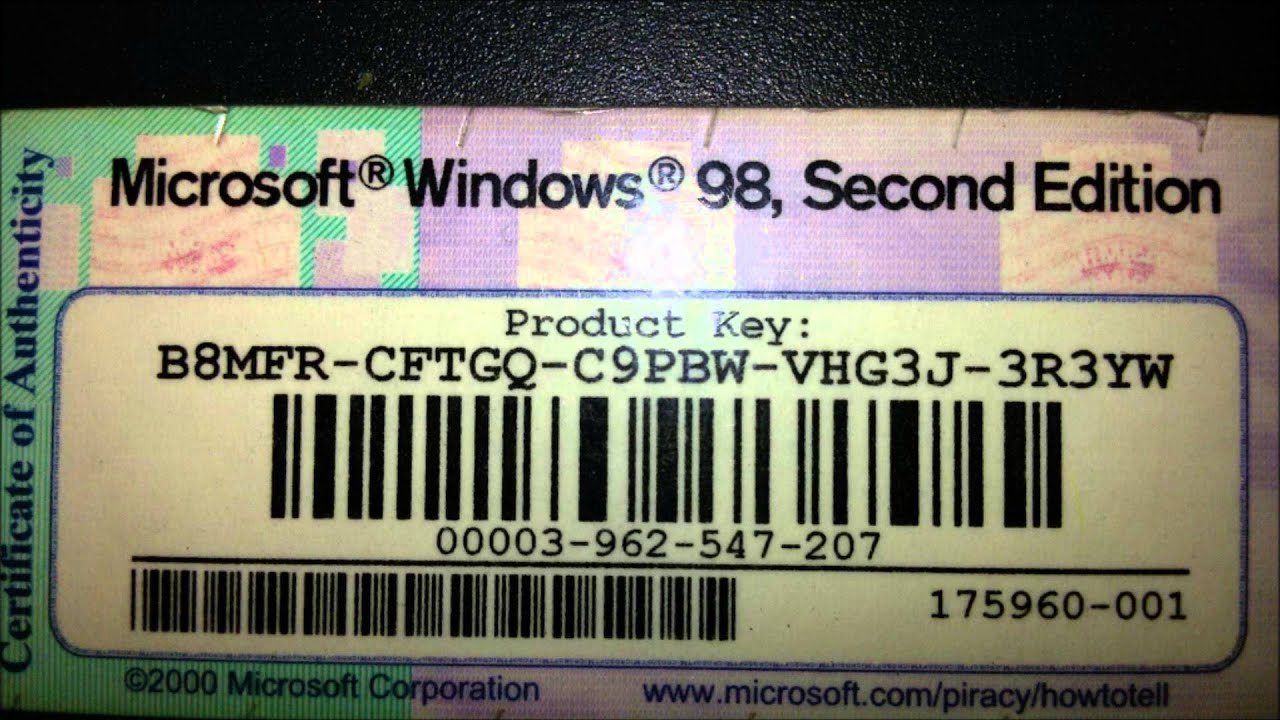 Certificate of Authenticity
Microsoft® Windows® 98, Second Edition
Product Key:
B8MFR-CFTGQ-C9PBW-VHG3J-3R3YW
00003-962-547-207
175960-001
©2000 Microsoft Corporation www.microsoft.com/piracy/howtotell